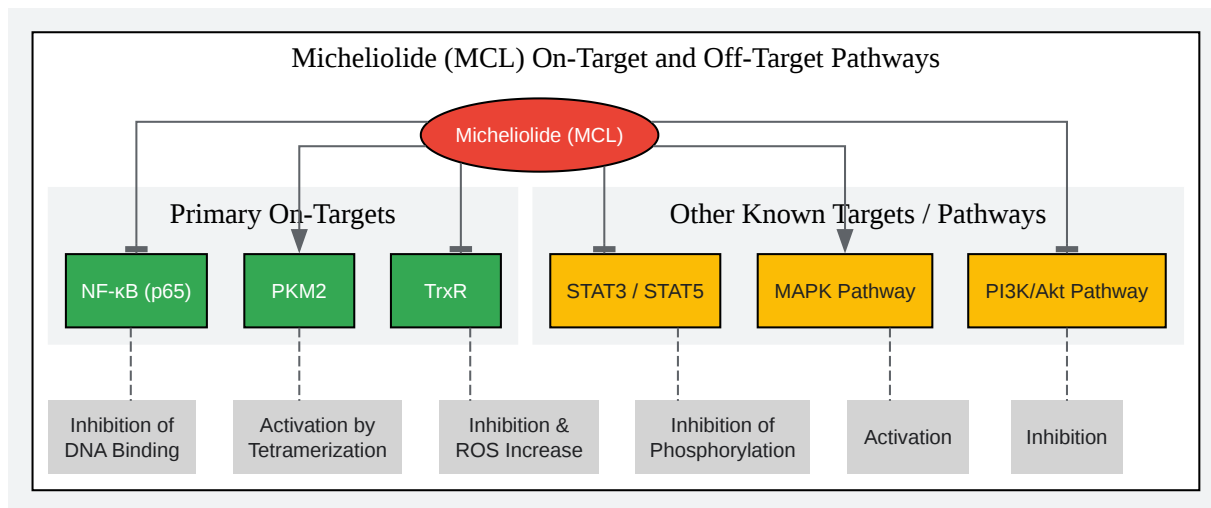 Micheliolide (MCL) On-Target and Off-Target Pathways
Micheliolide (MCL)
Primary On-Targets
Other Known Targets / Pathways
NF-κB (p65)
PKM2
TrxR
STAT3 / STAT5
MAPK Pathway
PI3K/Akt Pathway
Inhibition of
DNA Binding
Activation by
Tetramerization
Inhibition &
ROS Increase
Inhibition of
Phosphorylation
Activation
Inhibition